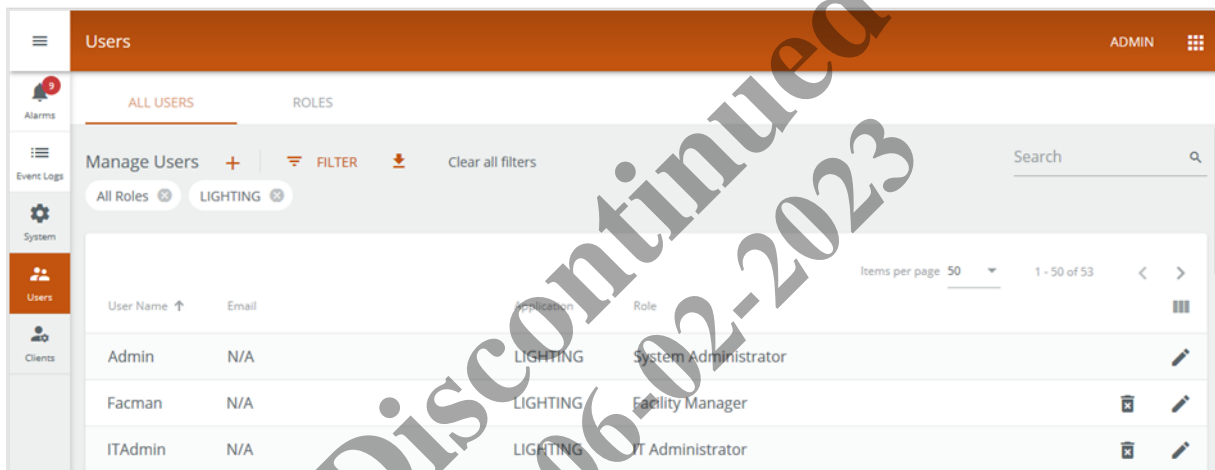 Users
ADMIN
9
Alarms
ALL USERS
ROLES
Event Logs
Manage Users
FILTER
Clear all filters
Search
All Roles
LIGHTING
System
Users
Items per page 50
1 - 50 of 53
User Name
Email
Application
Role
Clients
Admin N/A LIGHTING System Administrator
Facman N/A LIGHTING Facility Manager
ITAdmin N/A LIGHTING IT Administrator
Discontinued
06-02-2023